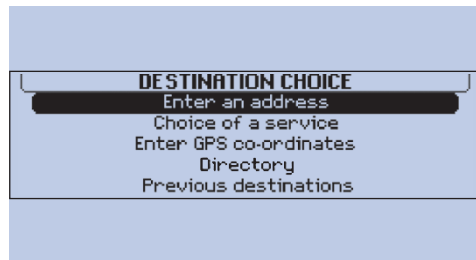 DESTINATION CHOICE
Enter an address
Choice of a service
Enter GPS co-ordinates
Directory
Previous destinations